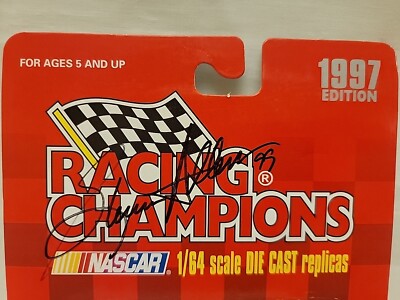 FOR AGES 5 AND UP
1997
EDITION
RACING®
CHAMPIONS
NASCAR 1/64 scale DIE CAST replicas